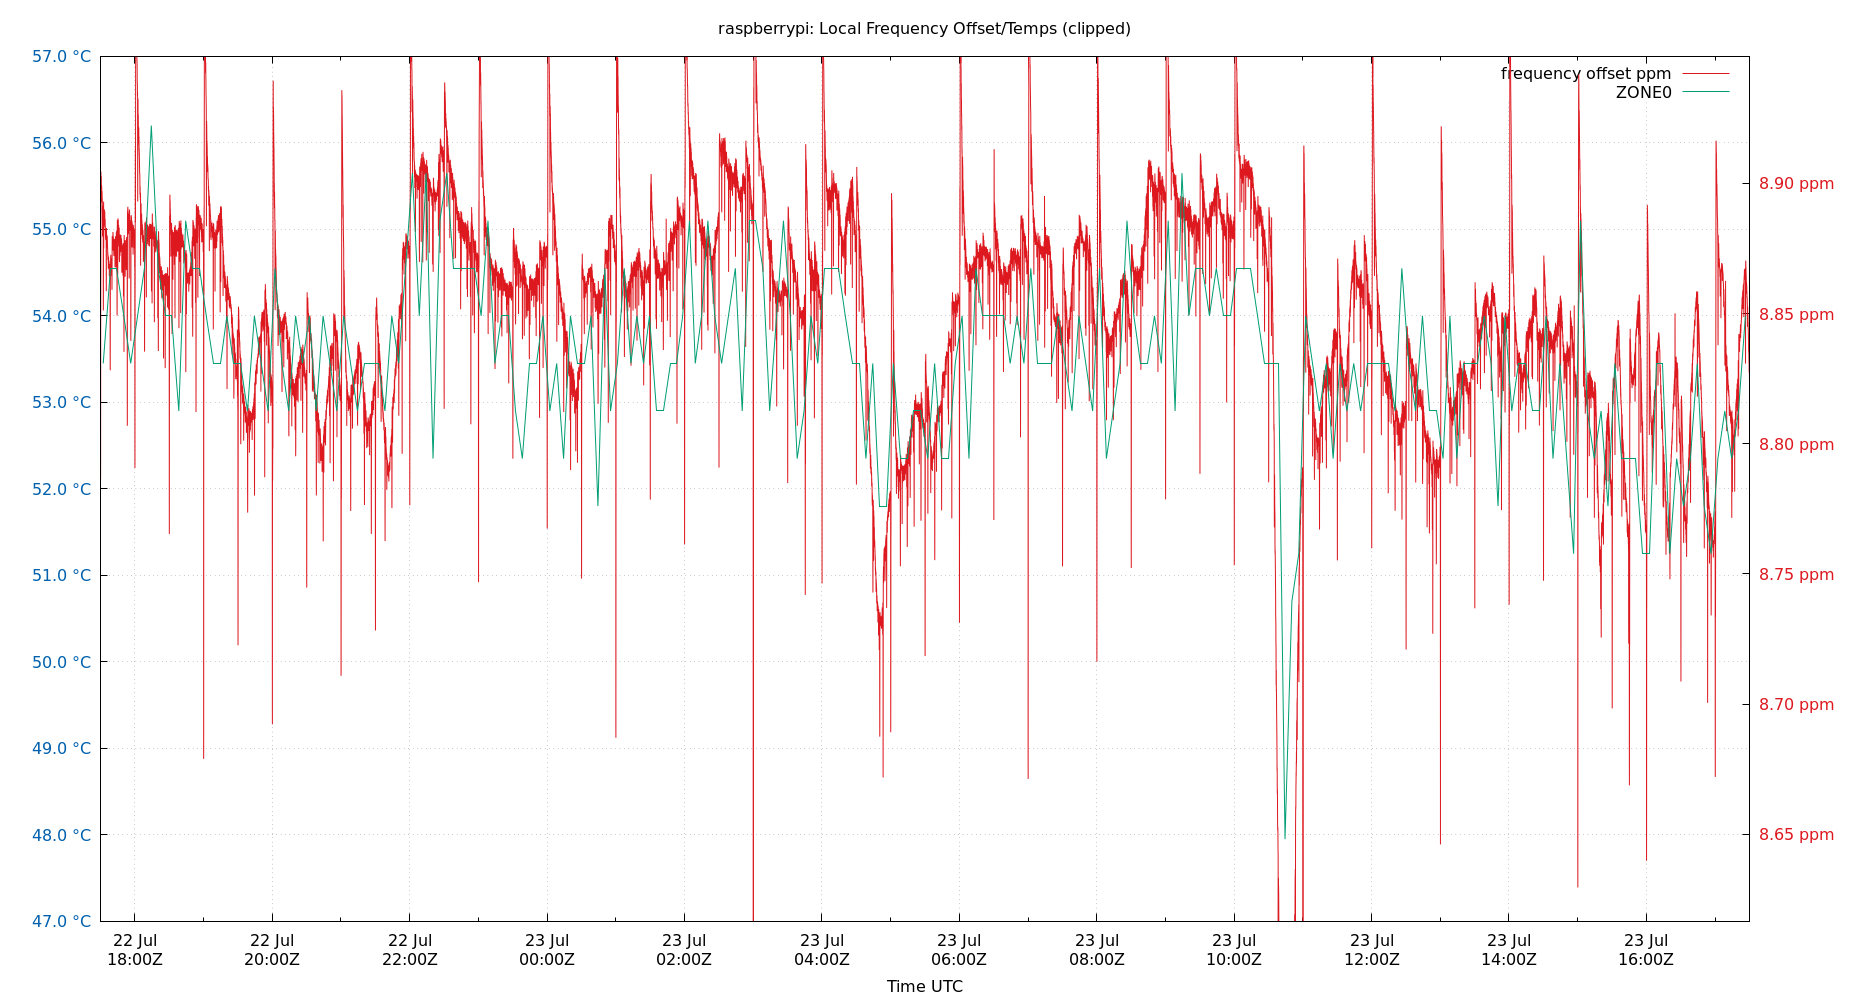 raspberrypi: Local Frequency Offset/Temps (clipped)
57.0 °C
56.0 °C
55.0 °C
54.0 °C
53.0 °C
52.0 °C
51.0 °C
50.0 °C
49.0 °C
48.0 °C
47.0 °C
frequency offset ppm
ZONE0
8.90 ppm
8.85 ppm
8.80 ppm
8.75 ppm
8.70 ppm
8.65 ppm
22 Jul 22 Jul 22 Jul 23 Jul 23 Jul 23 Jul 23 Jul 23 Jul 23 Jul 23 Jul 23 Jul 23 Jul
18:00Z 20:00Z 22:00Z 00:00Z 02:00Z 04:00Z 06:00Z 08:00Z 10:00Z 12:00Z 14:00Z 16:00Z
Time UTC